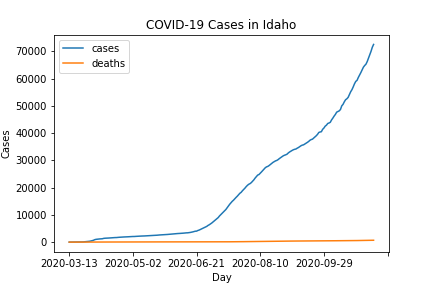 COVID-19 Cases in Idaho
cases
deaths
70000
60000
50000
40000
30000
20000
10000
0
Cases
2020-03-13 2020-05-02 2020-06-21 2020-08-10 2020-09-29
Day